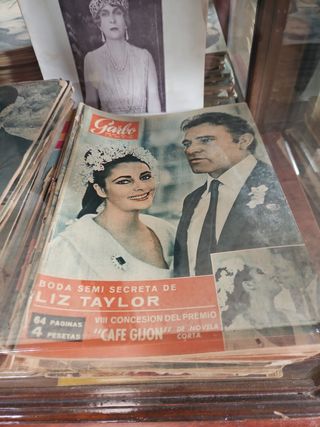 Garbo
BODA SEMI SECRETA DE
LIZ TAYLOR
64 PAGINAS
4 PESETAS
VIII CONCESION DEL PREMIO
"CAFE GIJON" DE NOVELA
CORTA